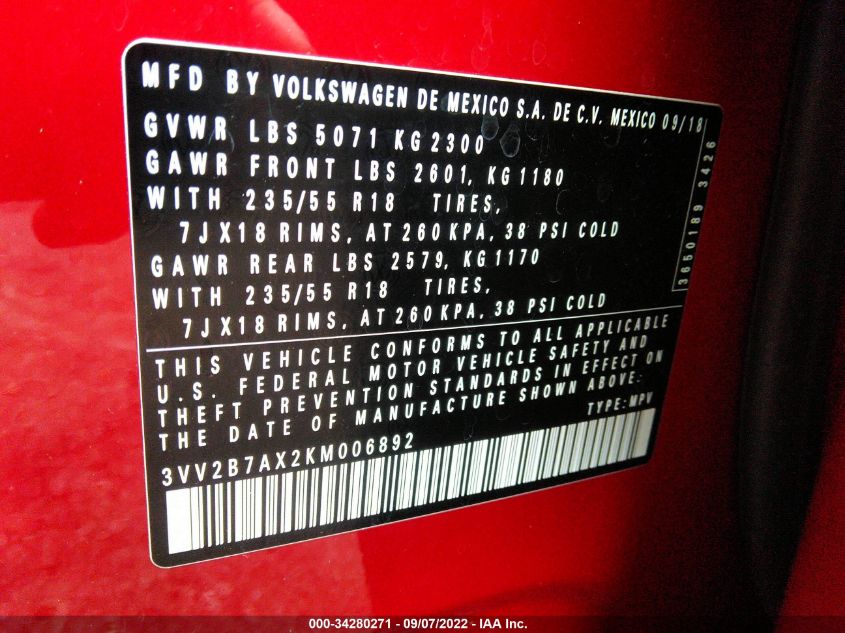 MFD BY VOLKSWAGEN DE MEXICO S.A. DE C.V. MEXICO 09/18
GVWR LBS 5071 KG 2300
GAWR FRONT LBS 2601, KG 1180
WITH 235/55 R18 TIRES,
7JX18 RIMS, AT 260 KPA, 38 PSI COLD
GAWR REAR LBS 2579, KG 1170
WITH 235/55 R18 TIRES,
7JX18 RIMS, AT 260 KPA, 38 PSI COLD
3650189 3426
THIS VEHICLE CONFORMS TO ALL APPLICABLE
U.S. FEDERAL MOTOR VEHICLE SAFETY AND
THEFT PREVENTION STANDARDS IN EFFECT ON
THE DATE OF MANUFACTURE SHOWN ABOVE.
TYPE: MPV
3VV2B7AX2KM006892
000-34280271 - 09/07/2022 - IAA Inc.